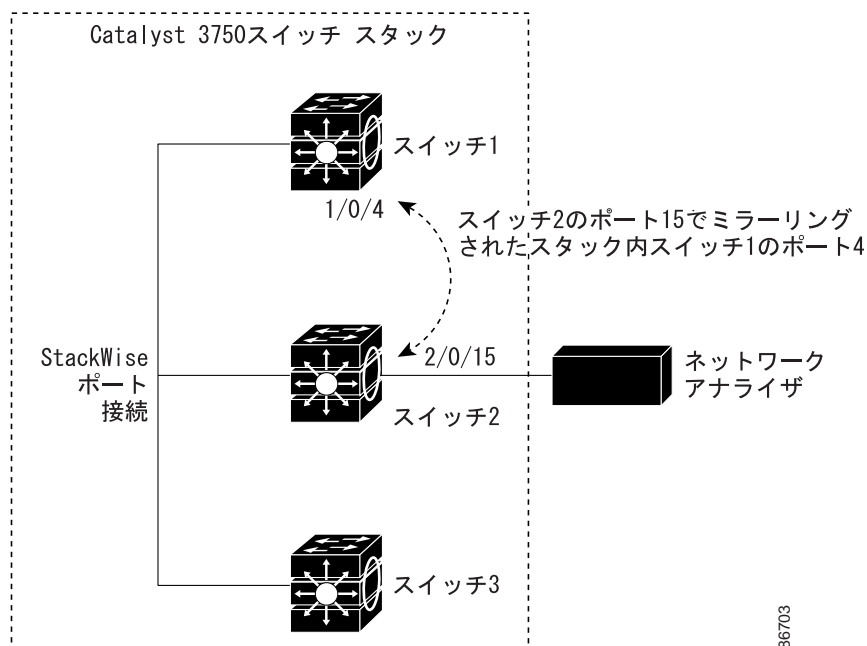 Catalyst 3750スイッチ スタック
スイッチ1
1/0/4
スイッチ2のポート15でミラーリング
されたスタック内スイッチ1のポート4
StackWise
ポート
接続
2/0/15
スイッチ2
ネットワーク
アナライザ
スイッチ3
86703